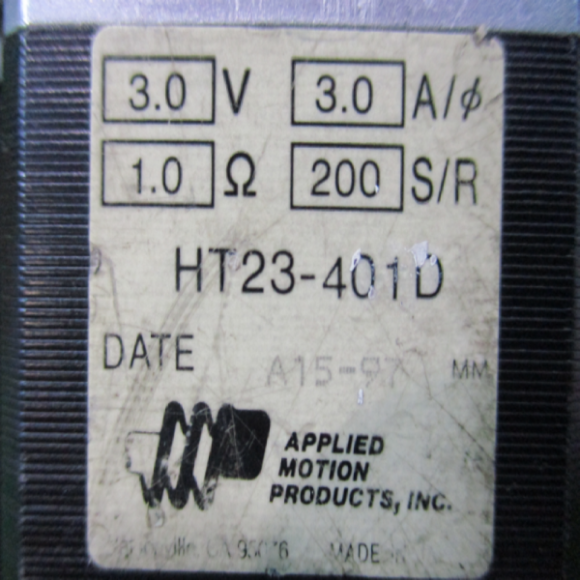 3.0 V 3.0 A/ϕ
1.0 Ω 200 S/R
HT23-401D
DATE A15-97 MM
APPLIED
MOTION
PRODUCTS, INC.
MADE